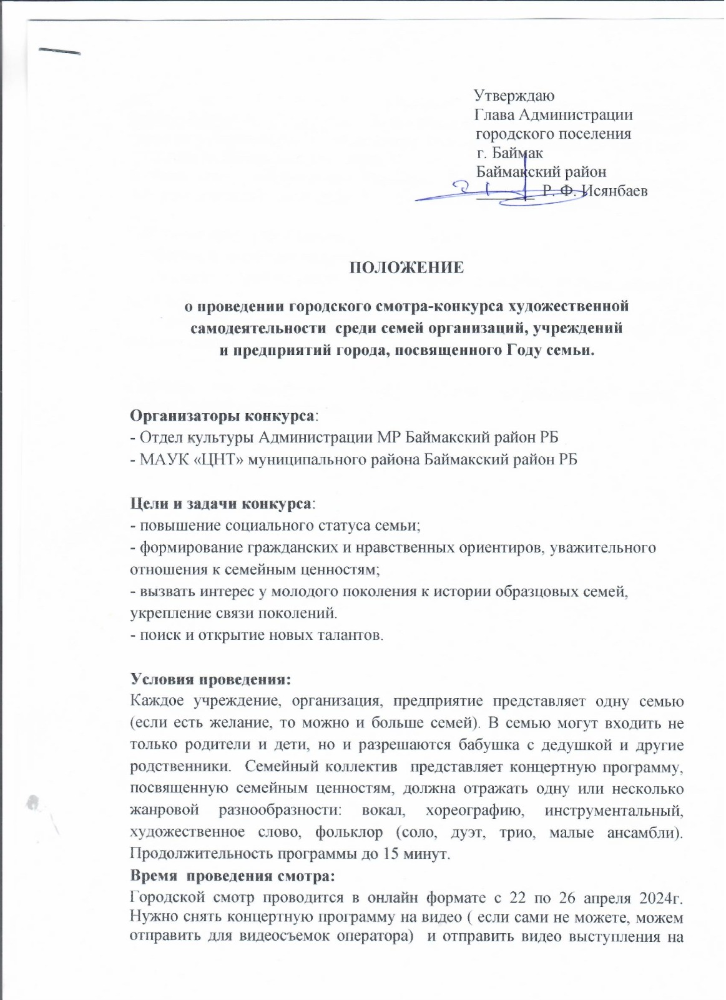 Утверждаю
Глава Администрации
городского поселения
г. Баймак
Баймакский район
_______ Р. Ф. Исянбаев
ПОЛОЖЕНИЕ
о проведении городского смотра-конкурса художественной
самодеятельности среди семей организаций, учреждений
и предприятий города, посвященного Году семьи.
Организаторы конкурса:
- Отдел культуры Администрации МР Баймакский район РБ
- МАУК «ЦНТ» муниципального района Баймакский район РБ
Цели и задачи конкурса:
- повышение социального статуса семьи;
- формирование гражданских и нравственных ориентиров, уважительного
отношения к семейным ценностям;
- вызвать интерес у молодого поколения к истории образцовых семей,
укрепление связи поколений.
- поиск и открытие новых талантов.
Условия проведения:
Каждое учреждение, организация, предприятие представляет одну семью
(если есть желание, то можно и больше семей). В семью могут входить не
только родители и дети, но и разрешаются бабушка с дедушкой и другие
родственники. Семейный коллектив представляет концертную программу,
посвященную семейным ценностям, должна отражать одну или несколько
жанровой разнообразности: вокал, хореографию, инструментальный,
художественное слово, фольклор (соло, дуэт, трио, малые ансамбли).
Продолжительность программы до 15 минут.
Время проведения смотра:
Городской смотр проводится в онлайн формате с 22 по 26 апреля 2024г.
Нужно снять концертную программу на видео ( если сами не можете, можем
отправить для видеосъемок оператора) и отправить видео выступления на